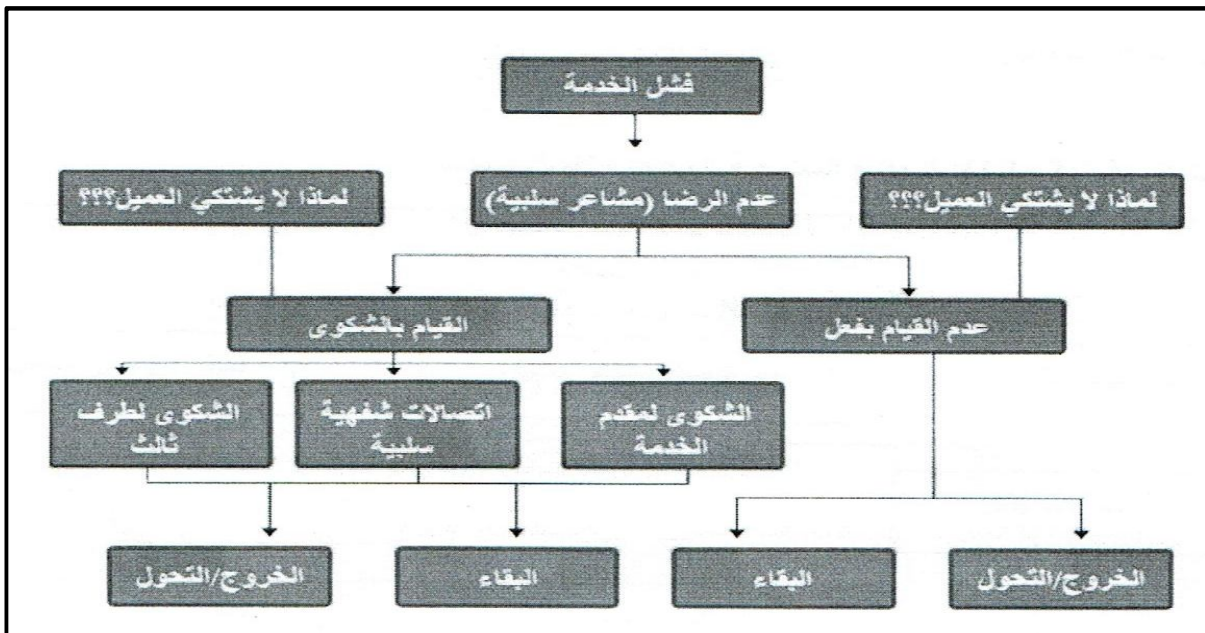 فشل الخدمة
لماذا لا يشتكي العميل؟؟؟
عدم الرضا (مشاعر سلبية)
لماذا لا يشتكي العميل؟؟؟
عدم القيام بفعل
القيام بالشكوى
الشكوى لمقدم
الخدمة
اتصالات شفهية
سلبية
الشكوى لطرف
ثالث
الخروج/التحول
البقاء
البقاء
الخروج/التحول